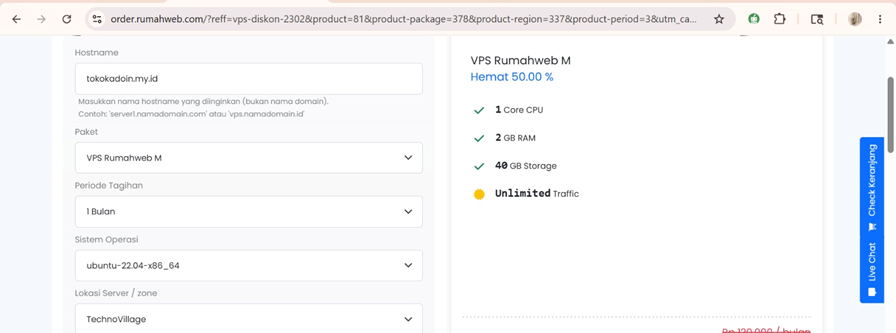 order.rumahweb.com/?reff=vps-diskon-2302&product=81&product-package=378&product-region=337&product-period=3&utm_ca...
Hostname
tokokadoin.my.id
Masukkan nama hostname yang diinginkan (bukan nama domain).
Contoh: 'server1.namadomain.com' atau 'vps.namadomain.id'
Paket
VPS Rumahweb M
Periode Tagihan
1 Bulan
Sistem Operasi
ubuntu-22.04-x86_64
Lokasi Server / zone
TechnoVillage
VPS Rumahweb M
Hemat 50.00 %
1 Core CPU
2 GB RAM
40 GB Storage
Unlimited Traffic
Rp 120.000 / bulan
Check Keranjang
Live Chat